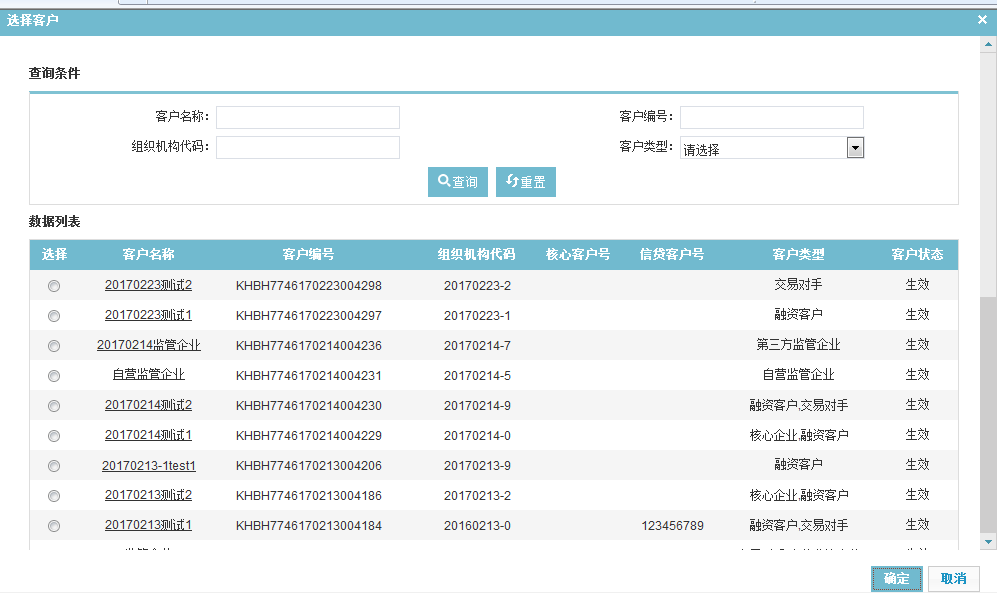 选择客户
查询条件
客户名称： 客户编号：
组织机构代码： 客户类型： 请选择
查询 重置
数据列表
选择 客户名称 客户编号 组织机构代码 核心客户号 信贷客户号 客户类型 客户状态
20170223测试2 KHBH7746170223004298 20170223-2 交易对手 生效
20170223测试1 KHBH7746170223004297 20170223-1 融资客户 生效
20170214监管企业 KHBH7746170214004236 20170214-7 第三方监管企业 生效
自营监管企业 KHBH7746170214004231 20170214-5 自营监管企业 生效
20170214测试2 KHBH7746170214004230 20170214-9 融资客户,交易对手 生效
20170214测试1 KHBH7746170214004229 20170214-0 核心企业,融资客户 生效
20170213-1test1 KHBH7746170213004206 20170213-9 融资客户 生效
20170213测试2 KHBH7746170213004186 20170213-2 核心企业,融资客户 生效
20170213测试1 KHBH7746170213004184 20160213-0 123456789 融资客户,交易对手 生效
确定 取消